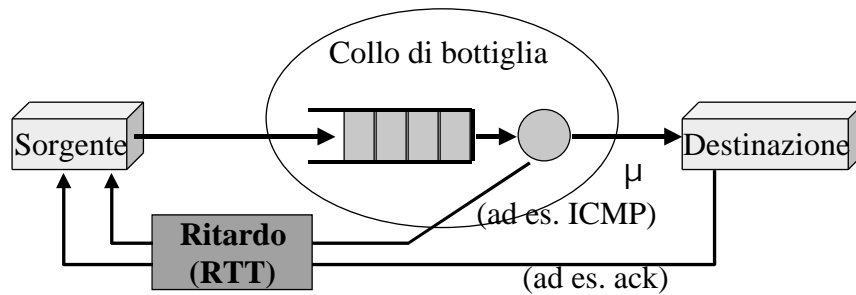 Collo di bottiglia
Sorgente
Destinazione
μ
(ad es. ICMP)
Ritardo
(RTT)
(ad es. ack)